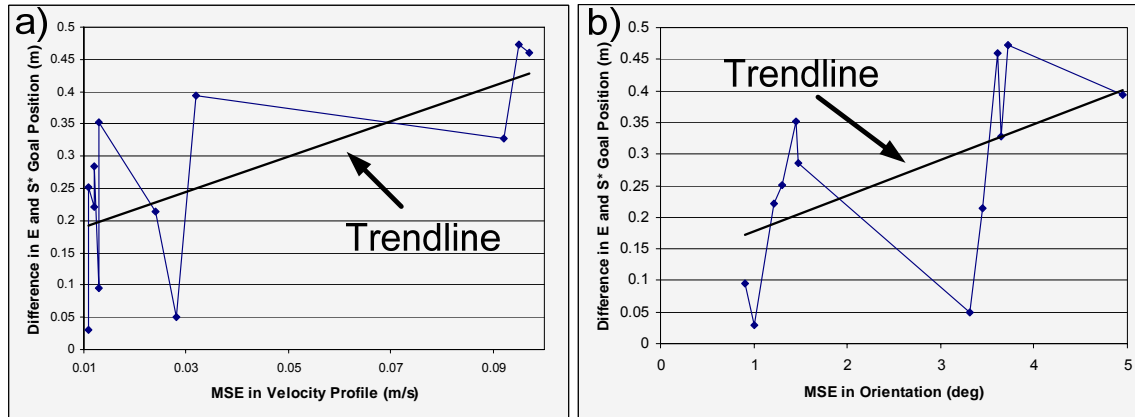 a)
Difference in E and S* Goal Position (m)
0.5
0.45
0.4
0.35
0.3
0.25
0.2
0.15
0.1
0.05
0
Trendline
0.01 0.03 0.05 0.07 0.09
MSE in Velocity Profile (m/s)
b)
Difference in E and S* Goal Position (m)
0.5
0.45
0.4
0.35
0.3
0.25
0.2
0.15
0.1
0.05
0
Trendline
0 1 2 3 4 5
MSE in Orientation (deg)